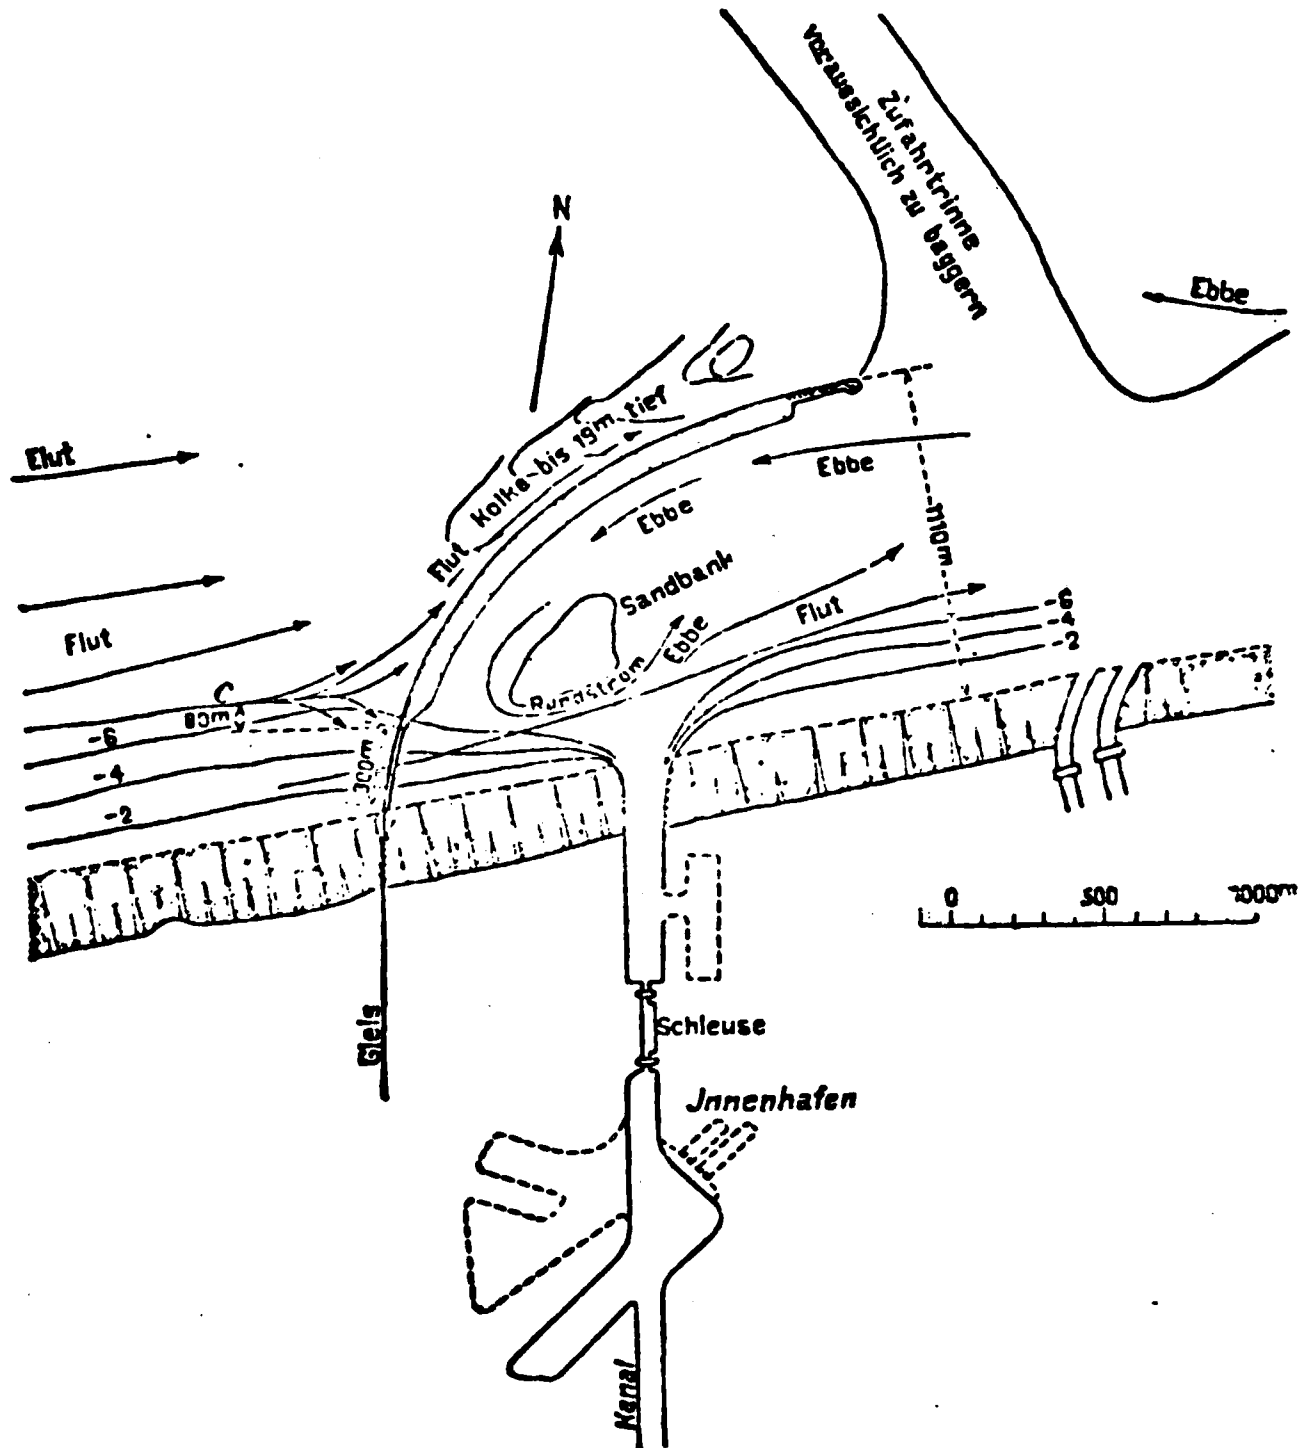 voraussichtlich zu baggern
Zufahrtrinne
N
Ebbe
Kolke bis 19m tief
Flut
Ebbe
Ebbe
Flut
1110m
Sandbank
Flut
Flut
Ebbe
Rundstrom
-6
-4
-2
C
80m
-6
-4
-2
300m
0 500 1000m
Gleis
Schleuse
Jnnenhafen
Kanal